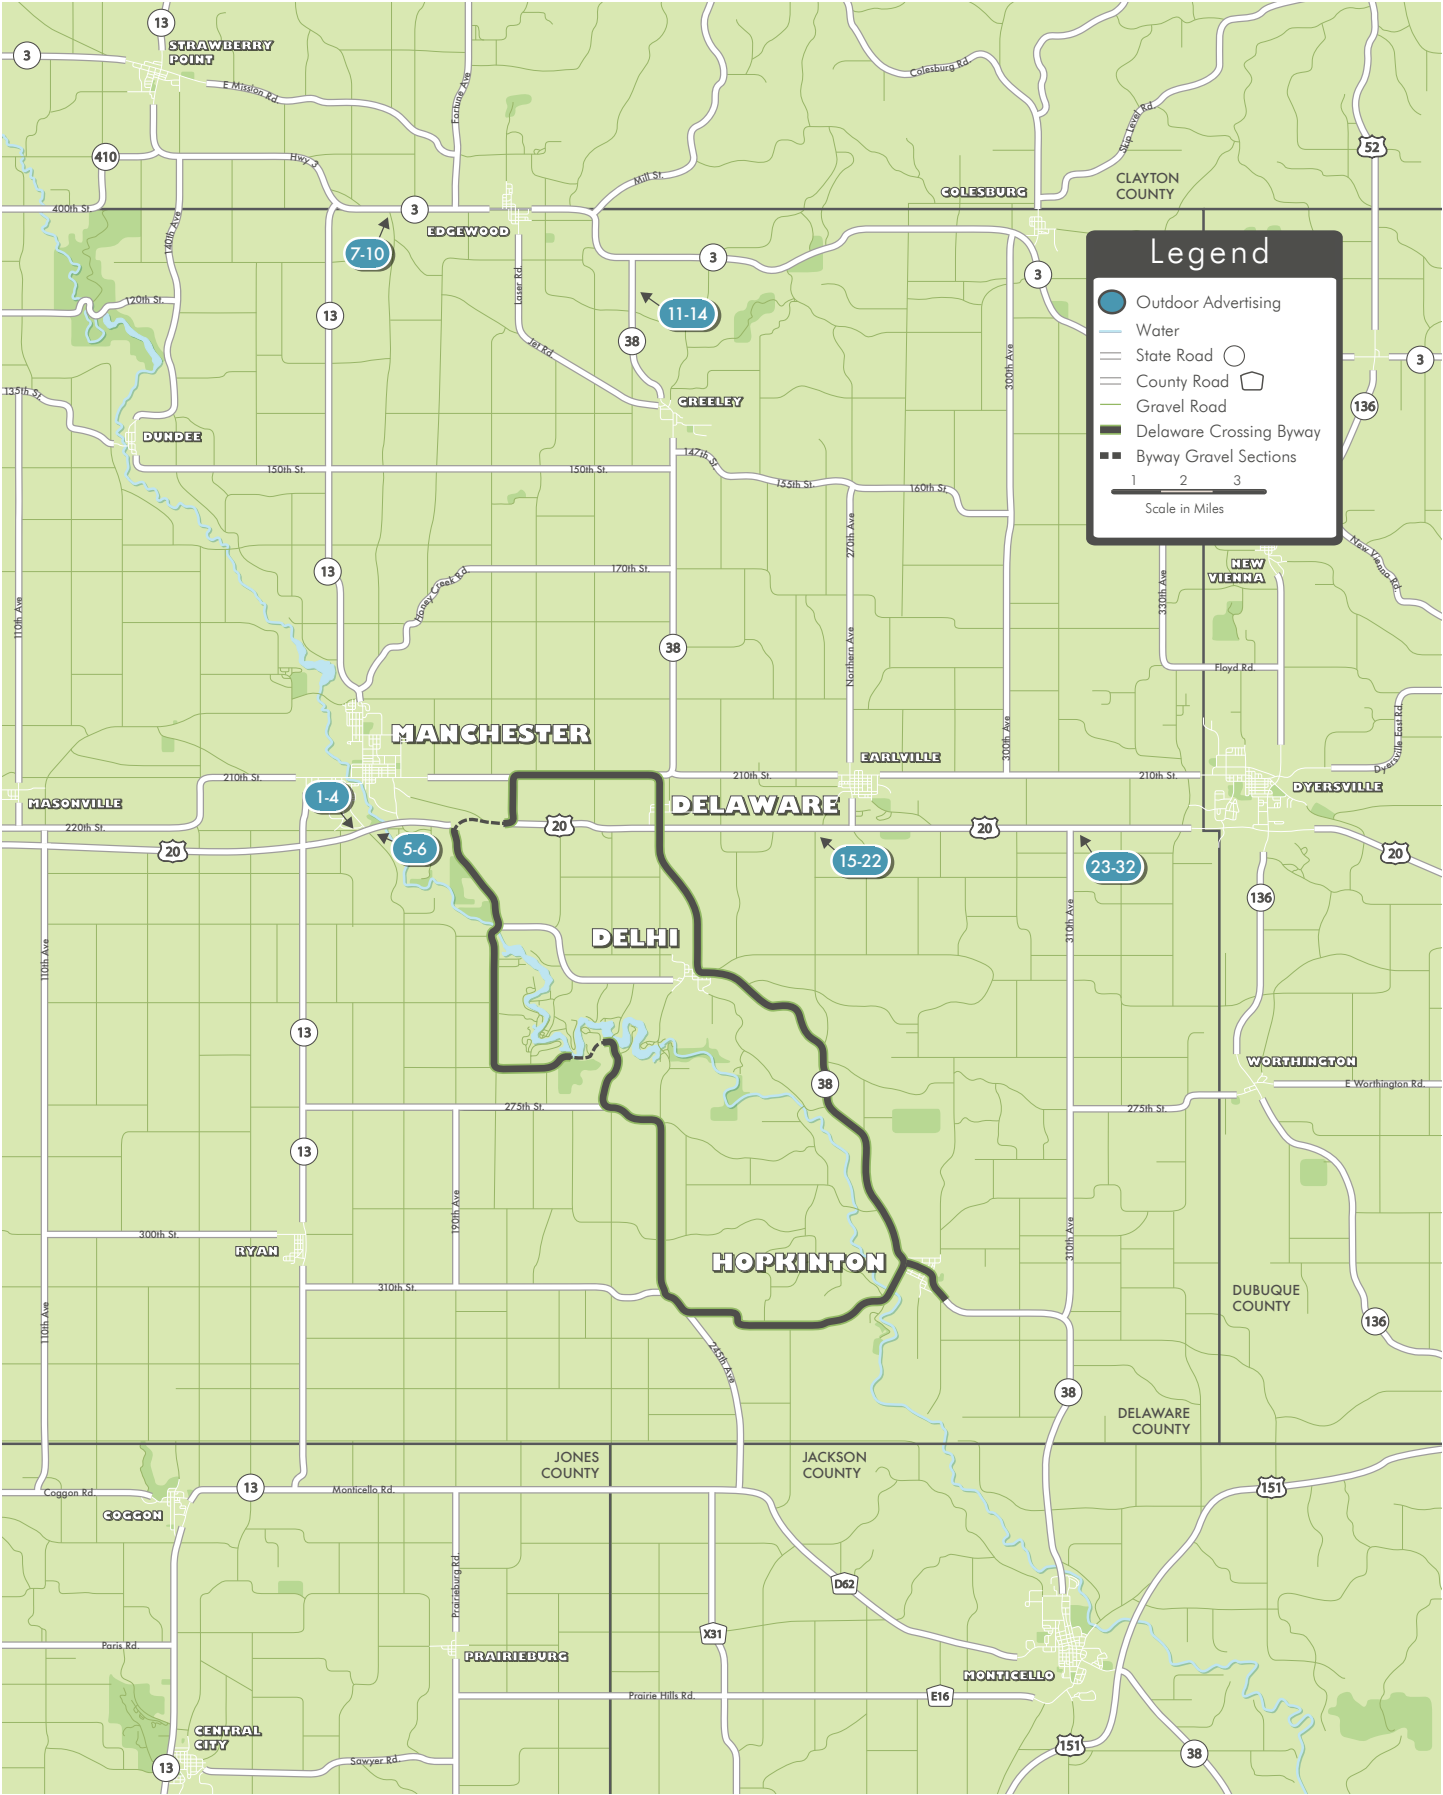 13
3
STRAWBERRY
POINT
E Mission Rd.
Fortune Ave
Colesburg Rd
Skip Level Rd.
52
410
Hwy 3
Mill St.
COLESBURG
CLAYTON
COUNTY
400th St.
140th Ave
3
EDGEWOOD
7-10
3
3
Laser Rd.
120th St.
13
11-14
38
Jet Rd
300th Ave
Legend
Outdoor Advertising
Water
State Road
County Road
Gravel Road
Delaware Crossing Byway
Byway Gravel Sections
1 2 3
Scale in Miles
3
136
135th St.
GREELEY
DUNDEE
150th St.
150th St.
147th St
155th St.
160th St.
270th Ave
New Vienna Rd.
NEW
VIENNA
13
Honey Creek Rd.
170th St.
110th Ave
330th Ave
38
Northern Ave
Floyd Rd.
300th Ave
Dyersville East Rd.
MANCHESTER
EARLVILLE
210th St.
210th St.
210th St.
DYERSVILLE
MASONVILLE
1-4
DELAWARE
220th St.
20
20
20
20
5-6
15-22
23-32
136
110th Ave
310th Ave
DELHI
13
WORTHINGTON
38
E Worthington Rd.
275th St.
275th St.
13
190th Ave
310th Ave
300th St.
RYAN
HOPKINTON
310th St.
DUBUQUE
COUNTY
110th Ave
136
245th Ave
38
DELAWARE
COUNTY
JONES
COUNTY
JACKSON
COUNTY
Coggon Rd.
13
Monticello Rd.
151
COGGON
Prairieburg Rd.
D62
X31
Paris Rd.
PRAIRIEBURG
MONTICELLO
Prairie Hills Rd.
E16
CENTRAL
CITY
151
38
13
Sawyer Rd.